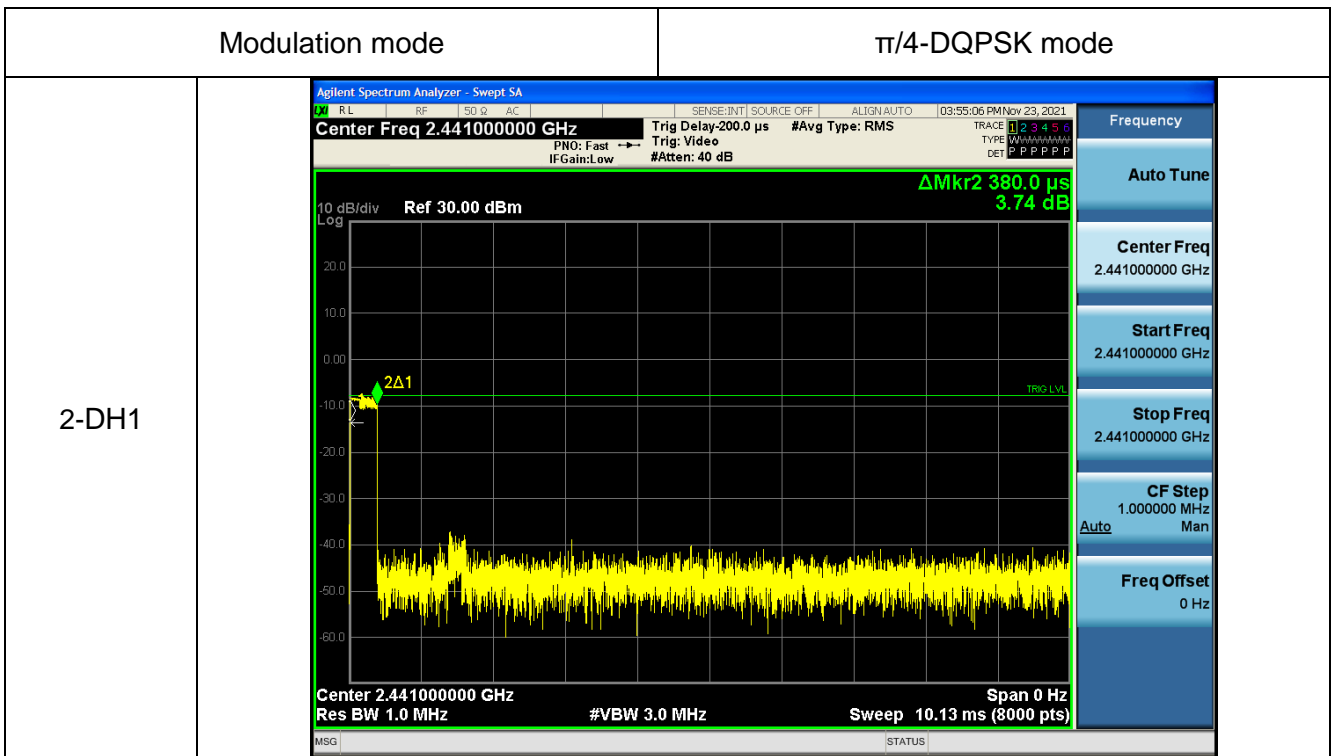 Modulation mode
π/4-DQPSK mode
2-DH1
Agilent Spectrum Analyzer - Swept SA
LXI RL RF 50 Ω AC SENSE:INT SOURCE OFF ALIGN AUTO 03:55:06 PM Nov 23, 2021
Center Freq 2.441000000 GHz
PNO: Fast
IFGain:Low
Trig Delay-200.0 µs #Avg Type: RMS
Trig: Video
#Atten: 40 dB
TRACE 1 2 3 4 5 6
TYPE WWWWWW
DET P P P P P P
ΔMkr2 380.0 µs
3.74 dB
10 dB/div Ref 30.00 dBm
Log
20.0
10.0
0.00
-10.0
-20.0
-30.0
-40.0
-50.0
-60.0
2Δ1
TRIG LVL
Center 2.441000000 GHz Span 0 Hz
Res BW 1.0 MHz #VBW 3.0 MHz Sweep 10.13 ms (8000 pts)
MSG STATUS
Frequency
Auto Tune
Center Freq
2.441000000 GHz
Start Freq
2.441000000 GHz
Stop Freq
2.441000000 GHz
CF Step
1.000000 MHz
Auto Man
Freq Offset
0 Hz